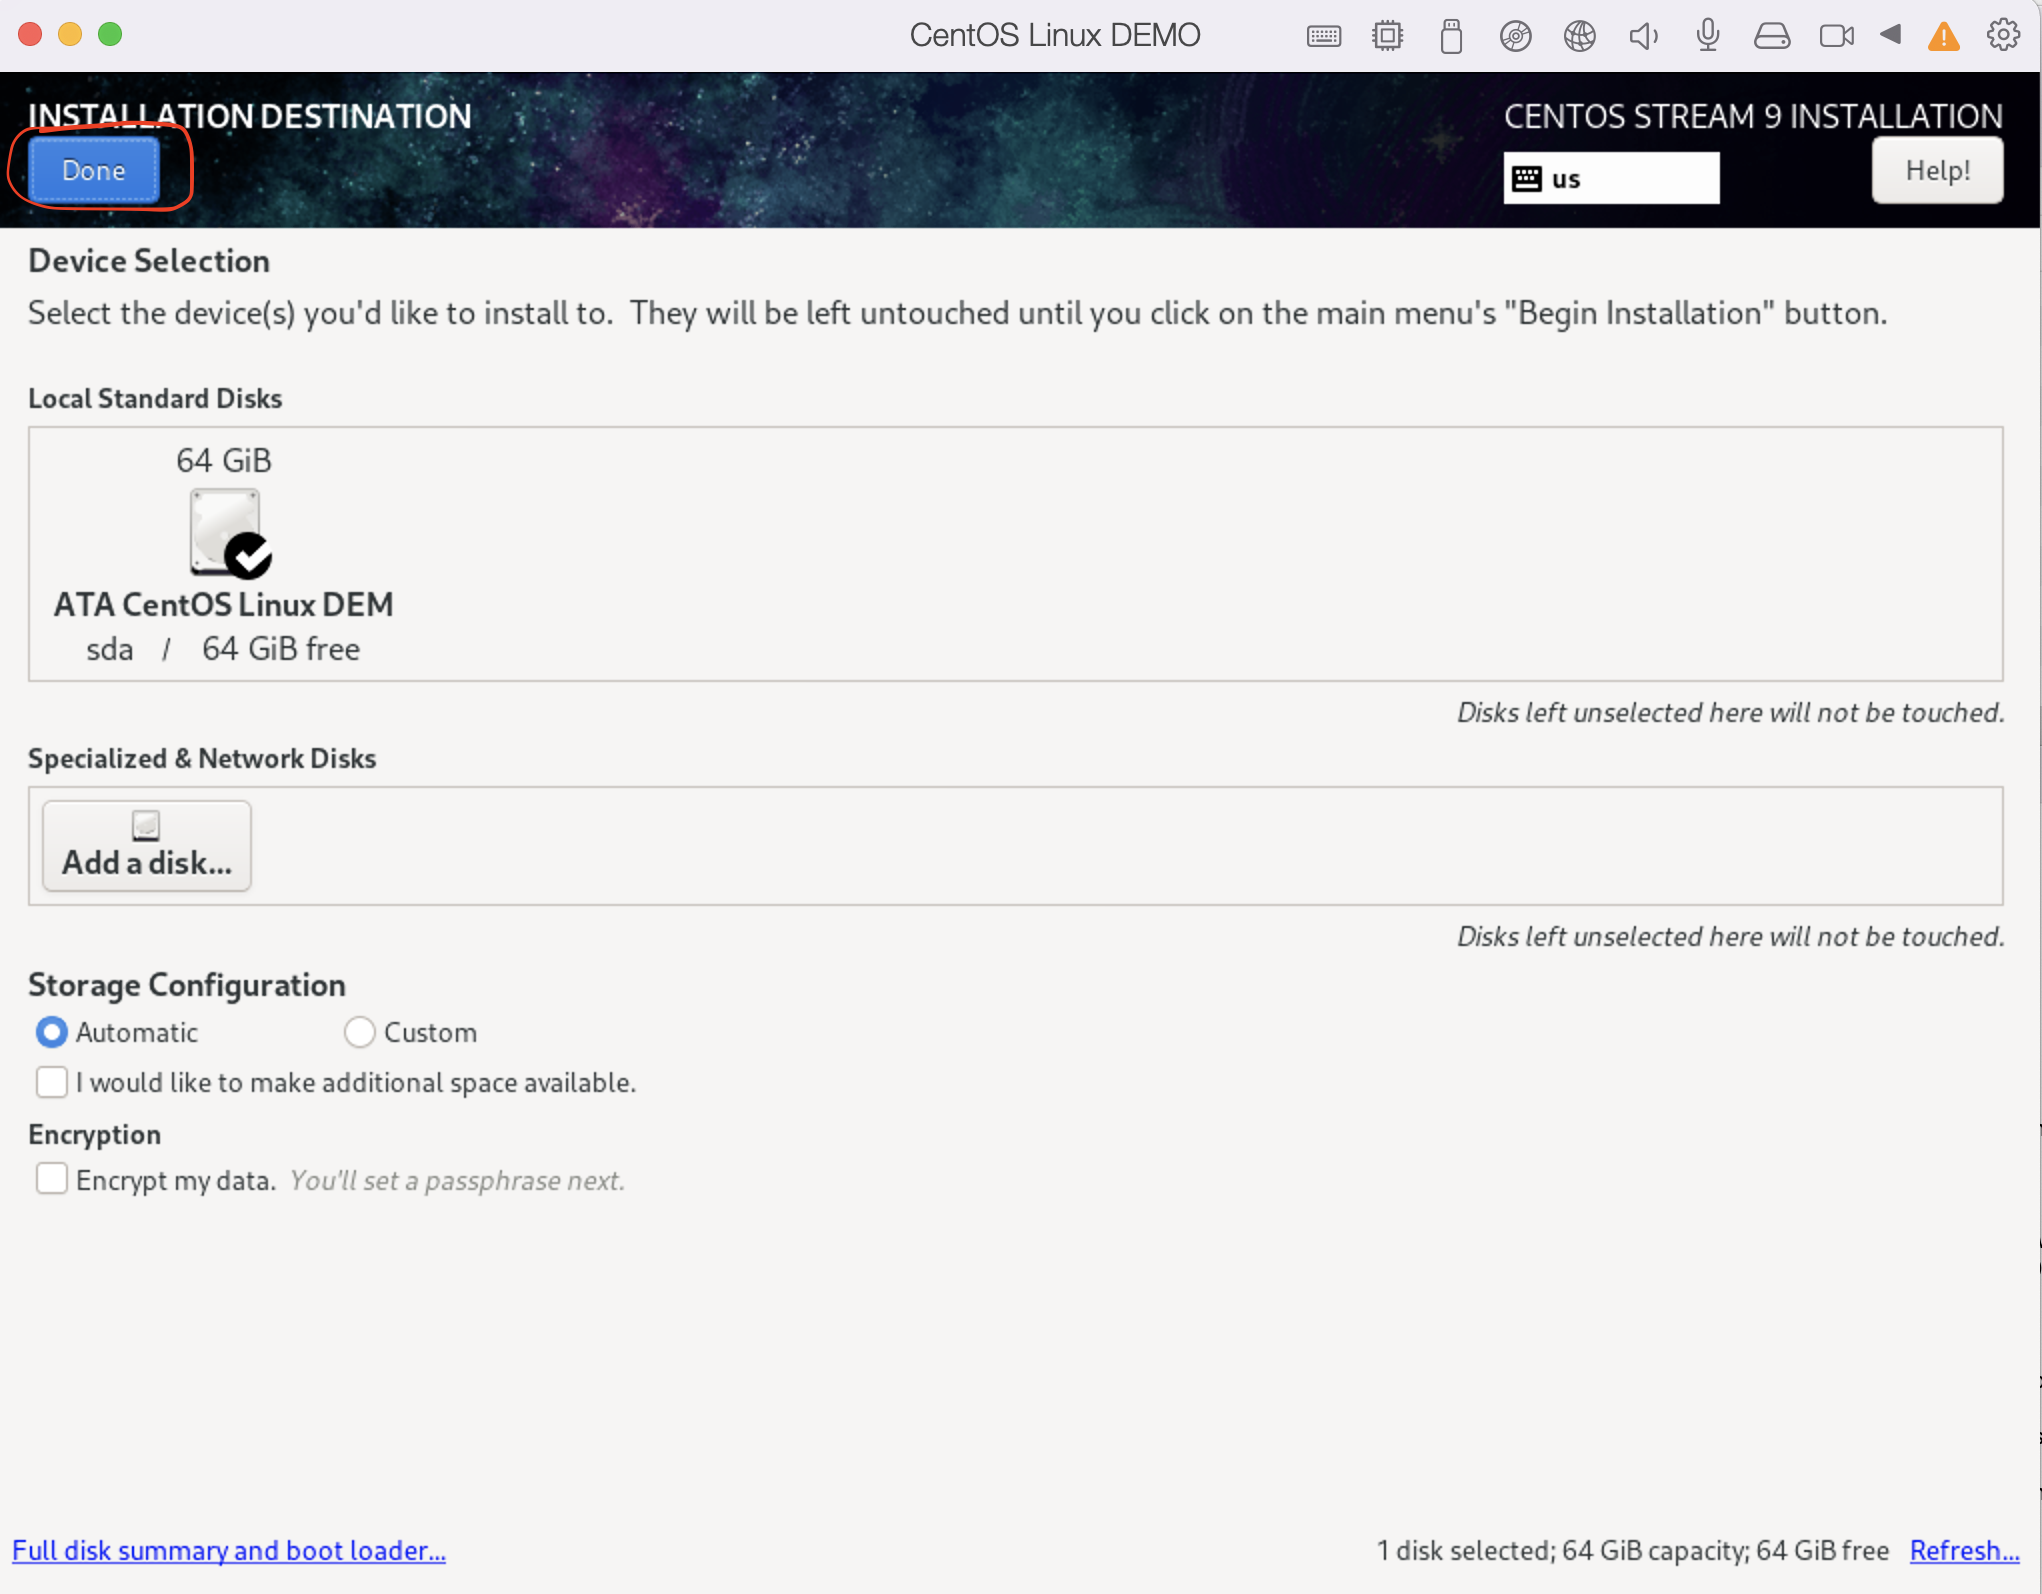 CentOS Linux DEMO
INSTALLATION DESTINATION
CENTOS STREAM 9 INSTALLATION
Done
us
Help!
Device Selection
Select the device(s) you'd like to install to.  They will be left untouched until you click on the main menu's "Begin Installation" button.
Local Standard Disks
64 GiB
ATA CentOS Linux DEM
sda / 64 GiB free
Disks left unselected here will not be touched.
Specialized & Network Disks
Add a disk...
Disks left unselected here will not be touched.
Storage Configuration
Automatic Custom
I would like to make additional space available.
Encryption
Encrypt my data. You'll set a passphrase next.
Full disk summary and boot loader...
1 disk selected; 64 GiB capacity; 64 GiB free Refresh...